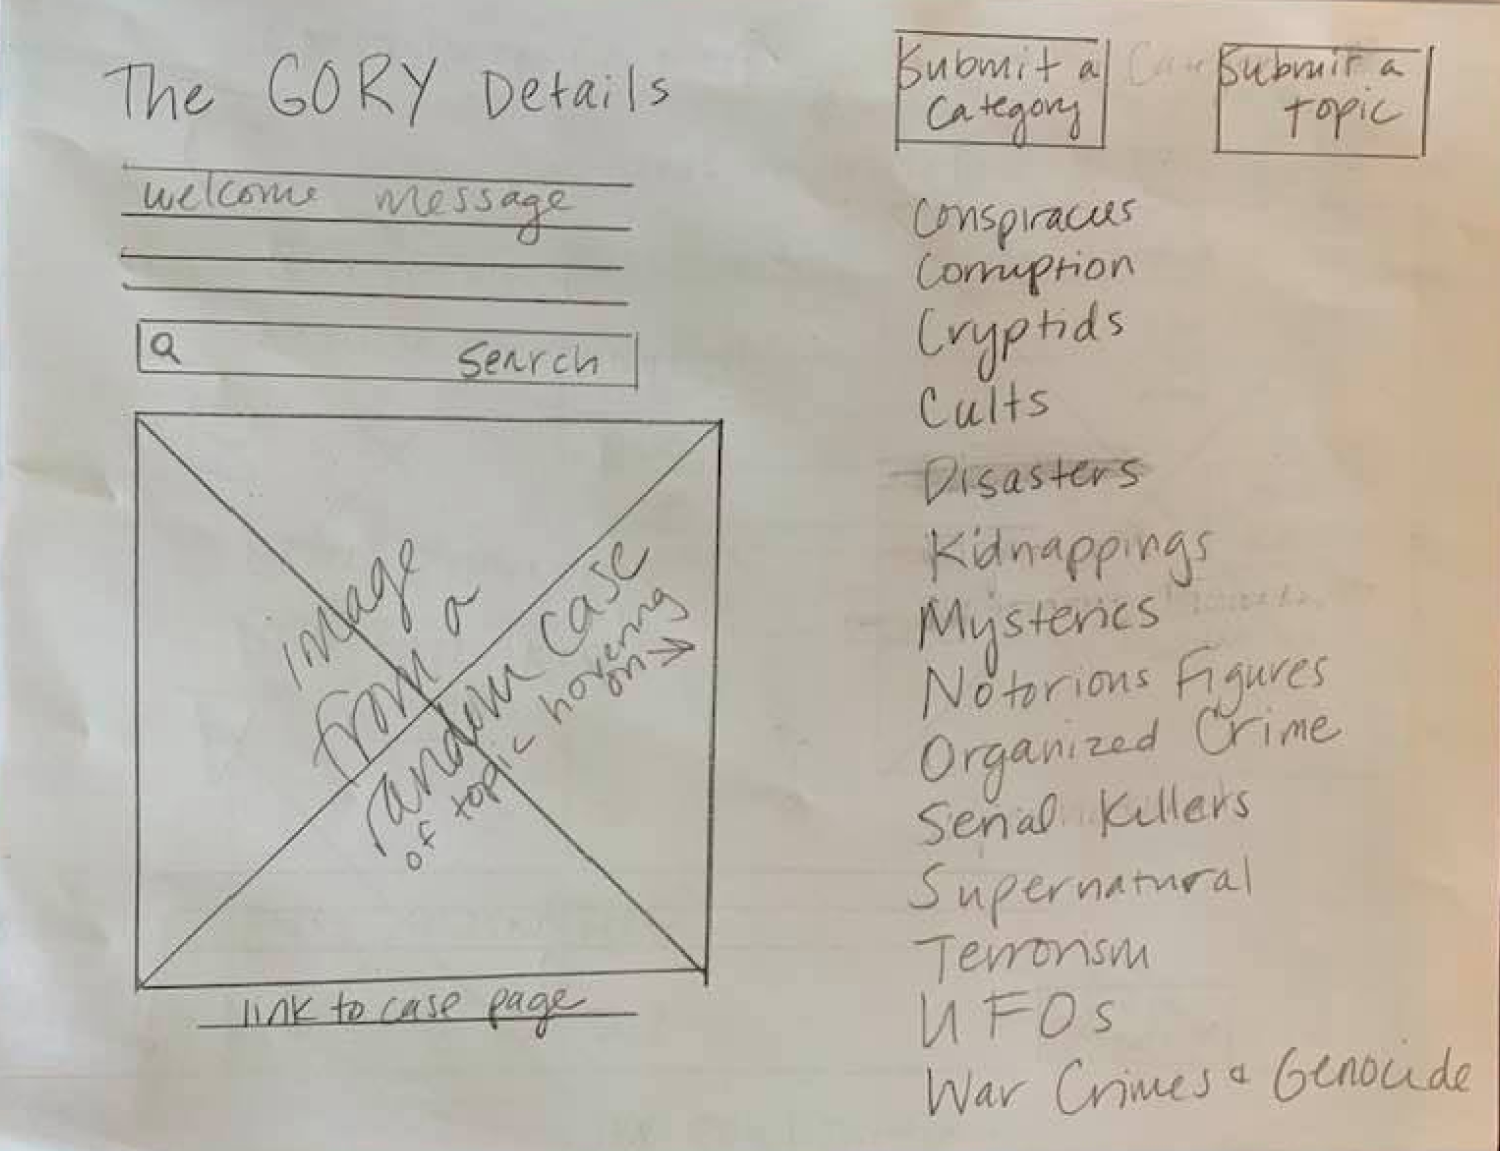 The GORY Details
welcome message
Search
image
from a
random case
of topic hovering
on
link to case page
Submit a
Category
Submit a
topic
Conspiracies
Corruption
Cryptids
Cults
Disasters
Kidnappings
Mysteries
Notorious Figures
Organized Crime
Serial Killers
Supernatural
Terrorism
UFOs
War Crimes & Genocide